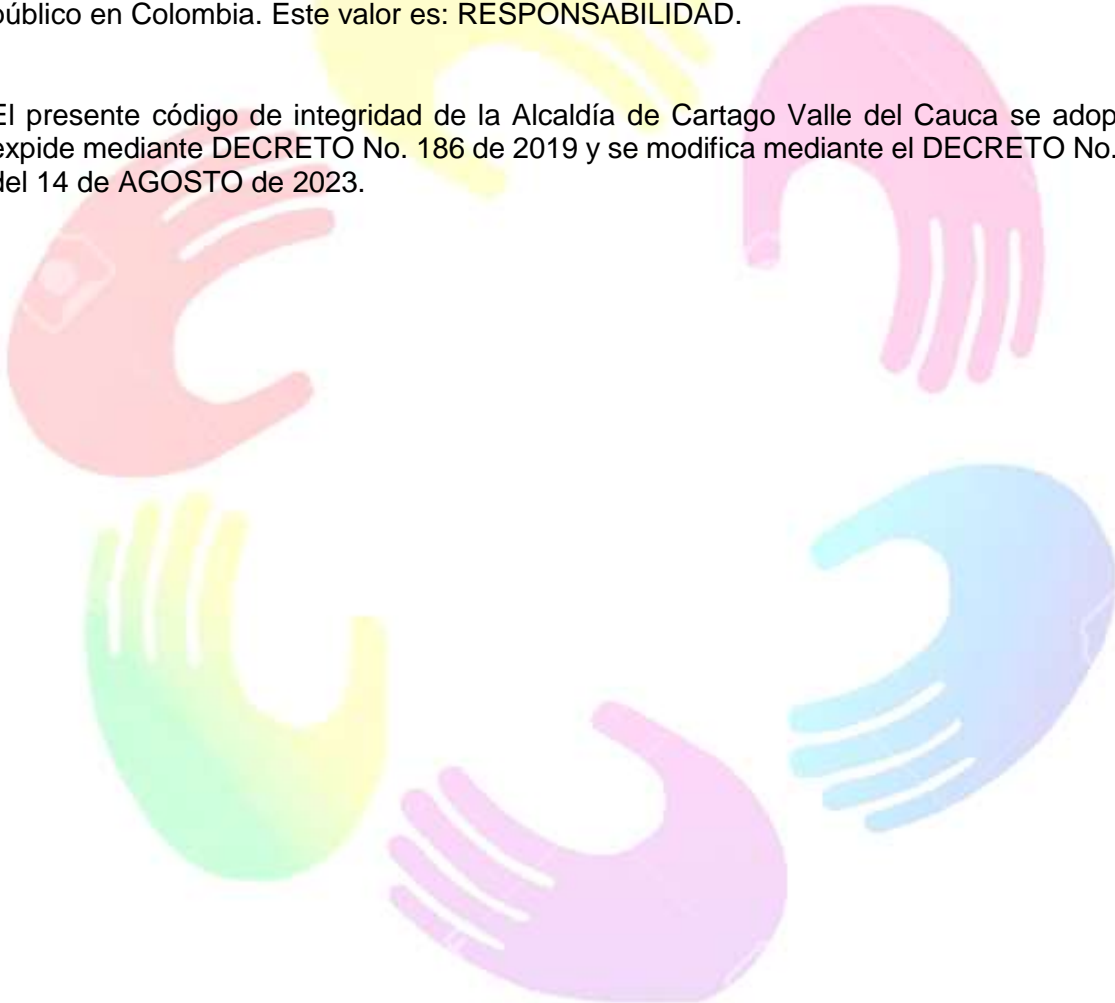 público en Colombia. Este valor es: RESPONSABILIDAD.
El presente código de integridad de la Alcaldía de Cartago Valle del Cauca se adop
expide mediante DECRETO No. 186 de 2019 y se modifica mediante el DECRETO No.
del 14 de AGOSTO de 2023.